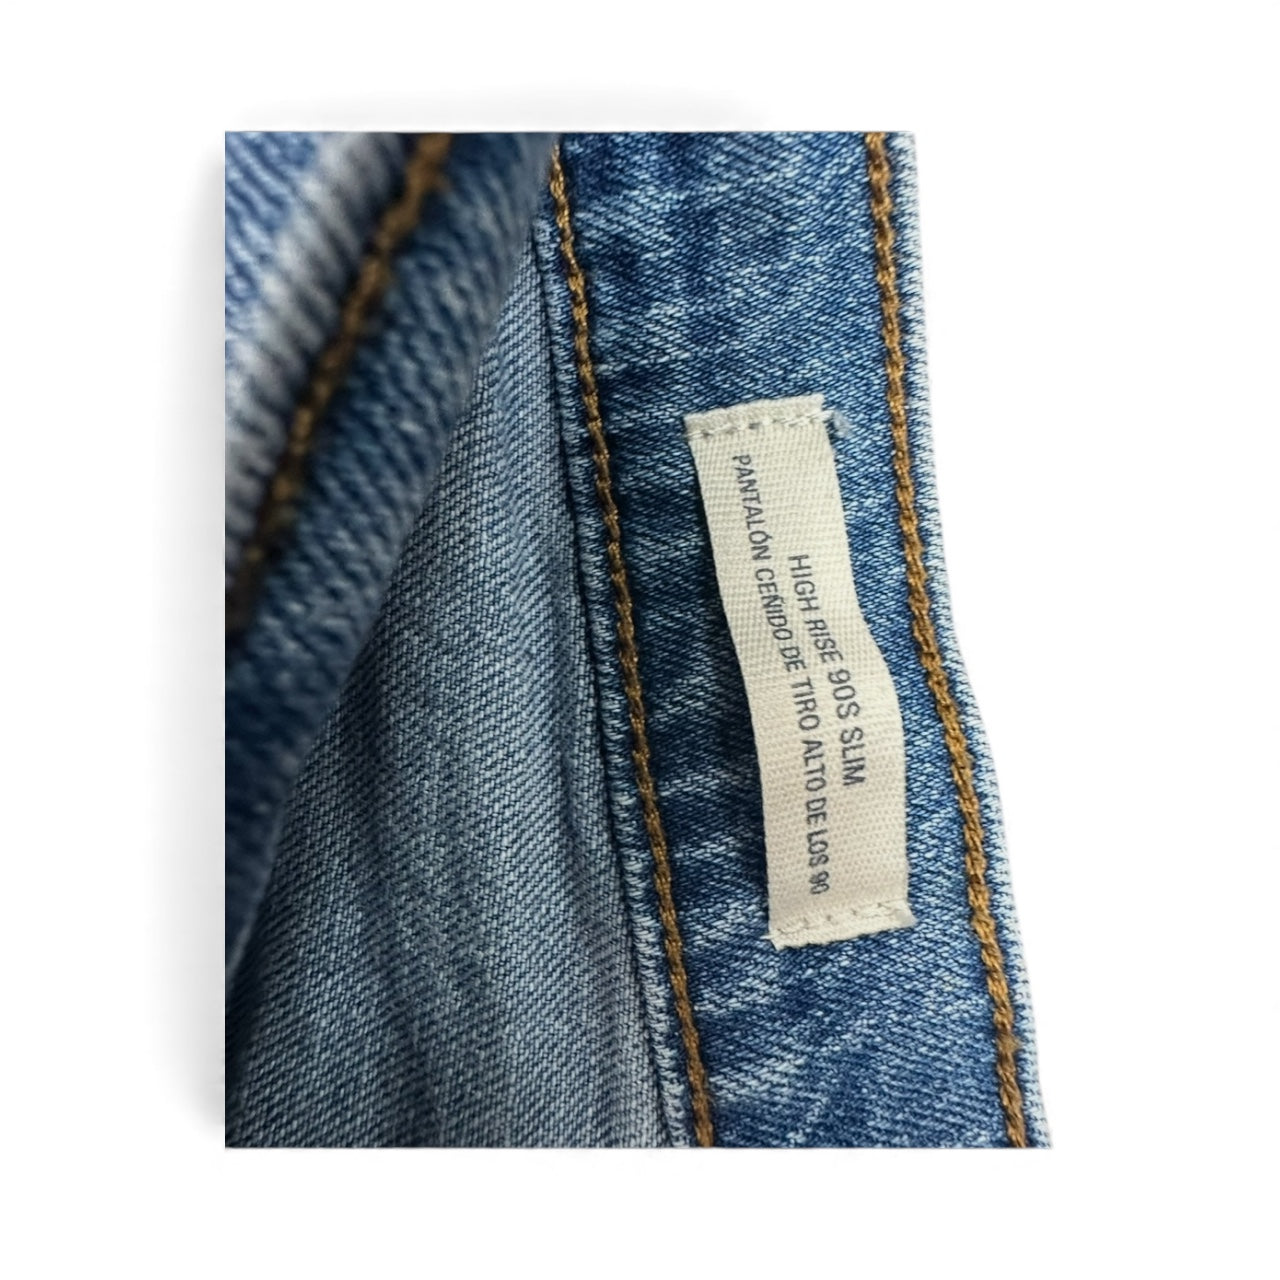 HIGH RISE 90S SLIM
PANTALÓN CEÑIDO DE TIRO ALTO DE LOS 90